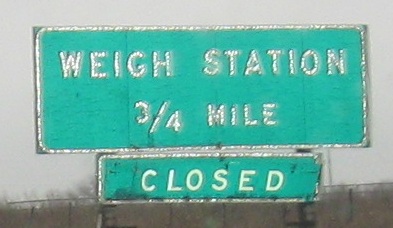 WEIGH STATION
3/4 MILE
CLOSED